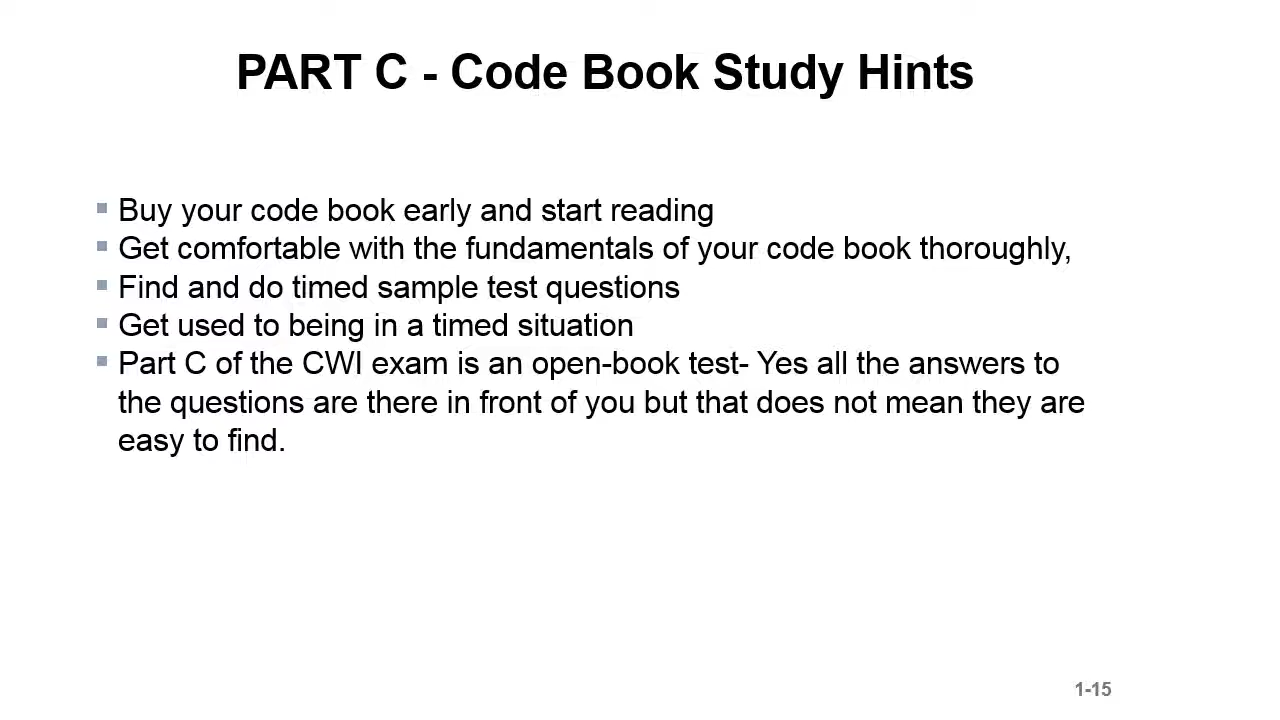 PART C - Code Book Study Hints
Buy your code book early and start reading
Get comfortable with the fundamentals of your code book thoroughly,
Find and do timed sample test questions
Get used to being in a timed situation
Part C of the CWI exam is an open-book test- Yes all the answers to
the questions are there in front of you but that does not mean they are
easy to find.
1-15